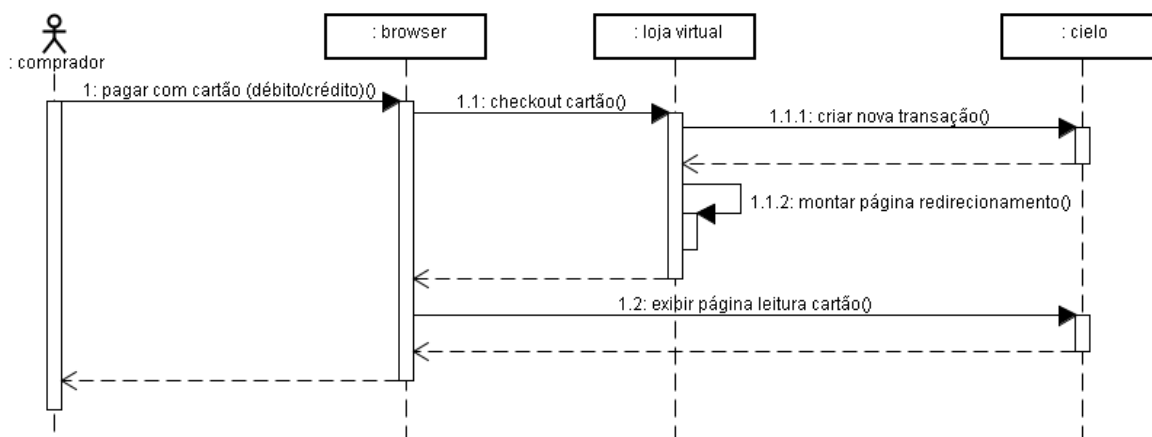 : browser
: loja virtual
: cielo
: comprador
1: pagar com cartão (débito/crédito)()
1.1: checkout cartão()
1.1.1: criar nova transação()
1.1.2: montar página redirecionamento()
1.2: exibir página leitura cartão()